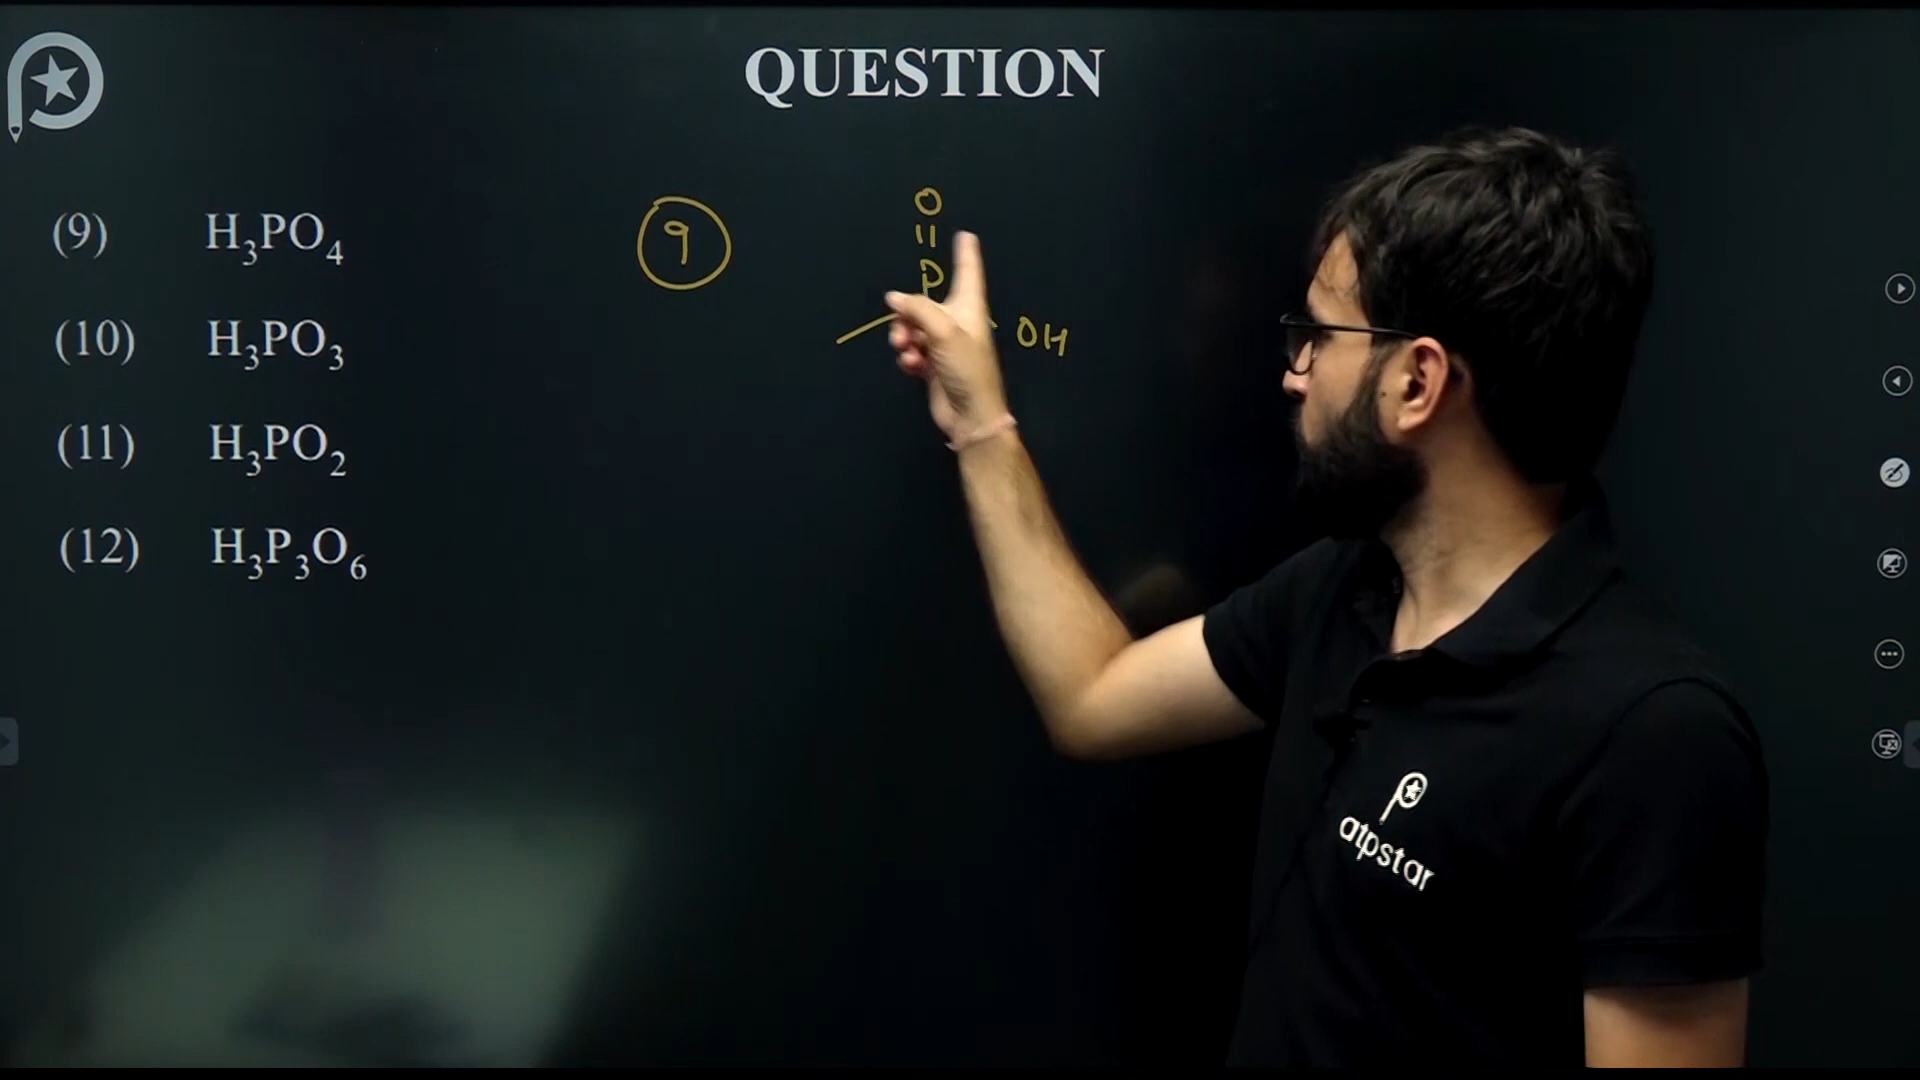 QUESTION
(9) H₃PO₄
(10) H₃PO₃
(11) H₃PO₂
(12) H₃P₃O₆
9
O
P
OH
atpstar